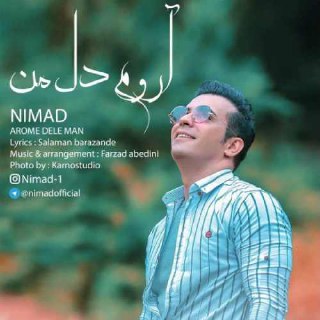 آرومِ دل من
NIMAD
AROME DELE MAN
Lyrics : Salaman barazande
Music & arrangement : Farzad abedini
Photo by : Karnostudio
Nimad-1
@nimadofficial